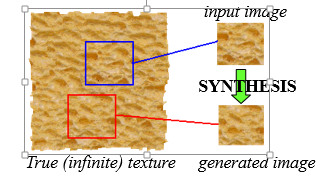 input image
SYNTHESIS
True (infinite) texture
generated image